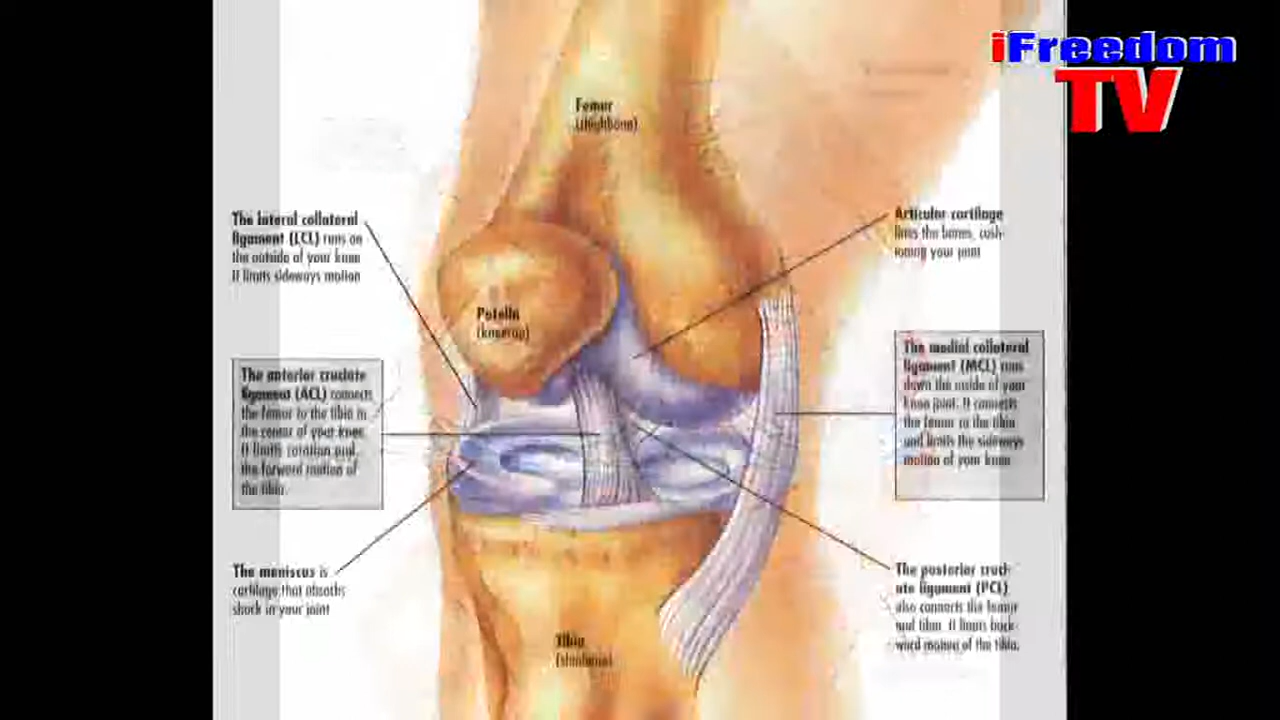 iFreedom
TV
Femur
(thighbone)
The lateral collateral
ligament (LCL) runs on
the outside of your knee
It limits sideways motion
Articular cartilage
lines the bones, cush-
ioning your joint
Patella
(kneecap)
The anterior cruciate
ligament (ACL) connects
the femur to the tibia in
the center of your knee
It limits rotation and
the forward motion of
the tibia.
The medial collateral
ligament (MCL) runs
down the inside of your
knee joint. It connects
the femur to the tibia
and limits the sideways
motion of your knee
The meniscus is
cartilage that absorbs
shock in your joint
The posterior cruci-
ate ligament (PCL)
also connects the femur
and tibia. It limits back-
ward motion of the tibia.
Tibia
(shinbone)